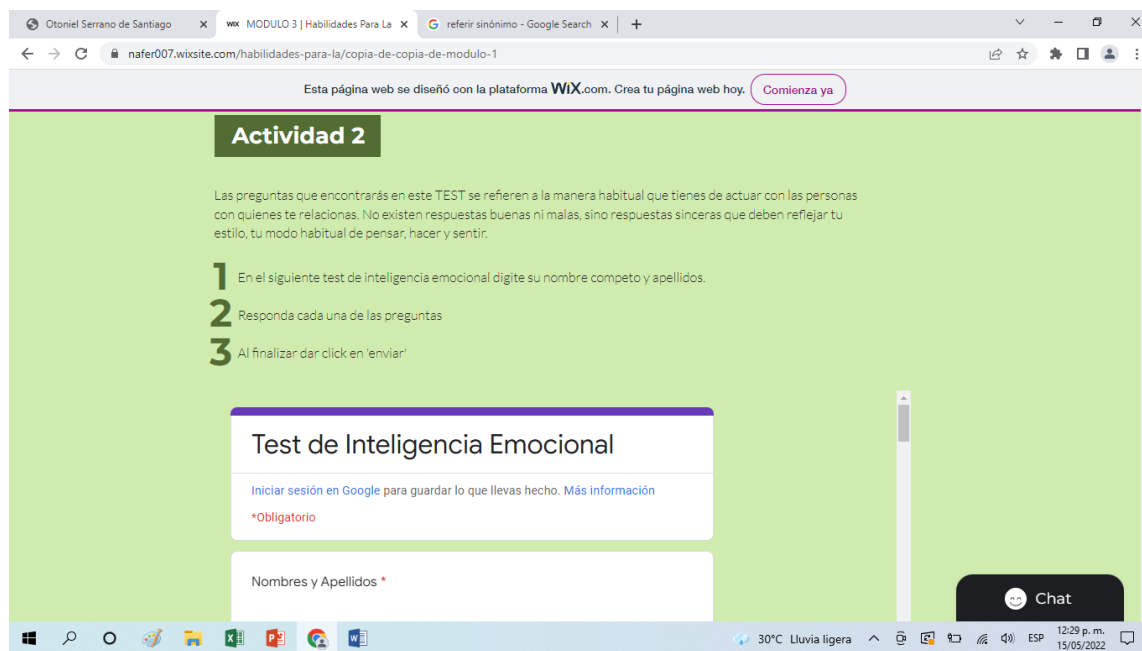 Otoniel Serrano de Santiago
WiX MODULO 3 | Habilidades Para La
referir sinónimo - Google Search
nafer007.wixsite.com/habilidades-para-la/copia-de-copia-de-modulo-1
Esta página web se diseñó con la plataforma WiX.com. Crea tu página web hoy. Comienza ya
Actividad 2
Las preguntas que encontrarás en este TEST se refieren a la manera habitual que tienes de actuar con las personas
con quienes te relacionas. No existen respuestas buenas ni malas, sino respuestas sinceras que deben reflejar tu
estilo, tu modo habitual de pensar, hacer y sentir.
1 En el siguiente test de inteligencia emocional digite su nombre competo y apellidos.
2 Responda cada una de las preguntas
3 Al finalizar dar click en 'enviar'
Test de Inteligencia Emocional
Iniciar sesión en Google para guardar lo que llevas hecho. Más información
*Obligatorio
Nombres y Apellidos *
Chat
30°C Lluvia ligera ESP 12:29 p. m.
15/05/2022